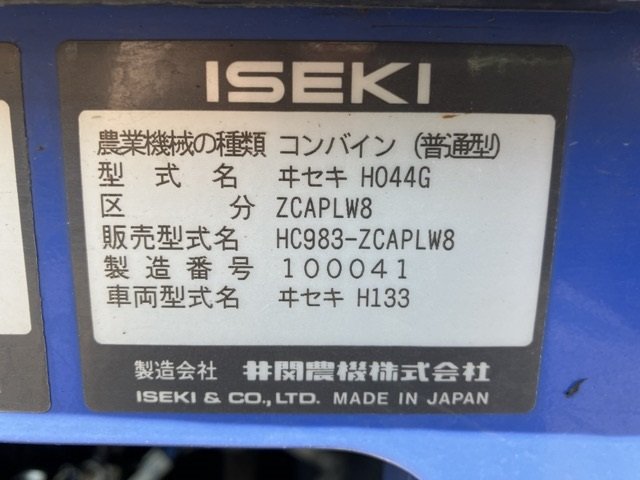 ISEKI
農業機械の種類 コンバイン (普通型)
型式名 ヰセキ HO44G
区分 ZCAPLW8
販売型式名 HC983-ZCAPLW8
製造番号 100041
車両型式名 ヰセキ H133
製造会社 井関農機株式会社
ISEKI & CO., LTD. MADE IN JAPAN